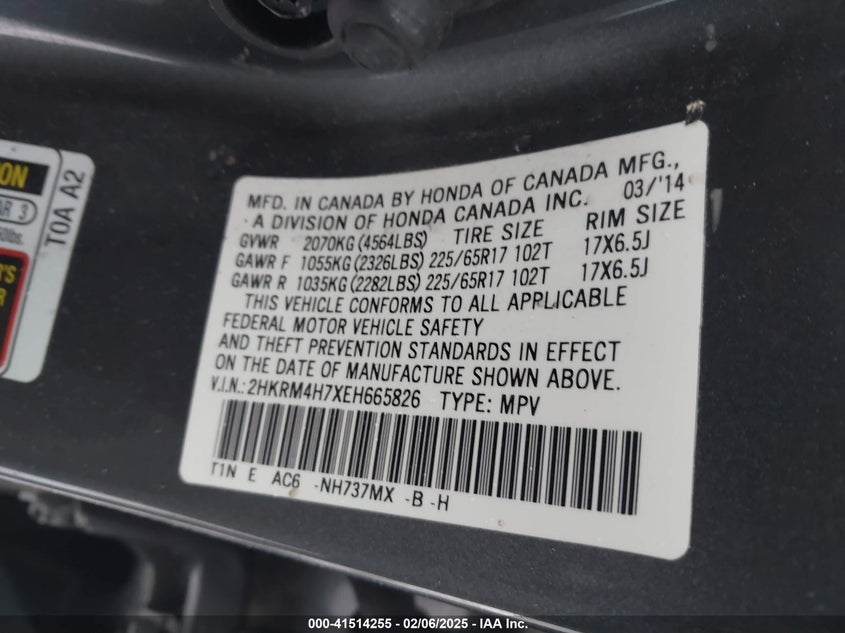 ION
AR 3
0lbs.
'S
R
T0A A2
MFD. IN CANADA BY HONDA OF CANADA MFG.,
A DIVISION OF HONDA CANADA INC. 03/'14
GVWR 2070KG (4564LBS) TIRE SIZE RIM SIZE
GAWR F 1055KG (2326LBS) 225/65R17 102T 17X6.5J
GAWR R 1035KG (2282LBS) 225/65R17 102T 17X6.5J
THIS VEHICLE CONFORMS TO ALL APPLICABLE
FEDERAL MOTOR VEHICLE SAFETY
AND THEFT PREVENTION STANDARDS IN EFFECT
ON THE DATE OF MANUFACTURE SHOWN ABOVE.
V.I.N.: 2HKRM4H7XEH665826 TYPE: MPV
T1N E AC6 -NH737MX -B -H
000-41514255 - 02/06/2025 - IAA Inc.